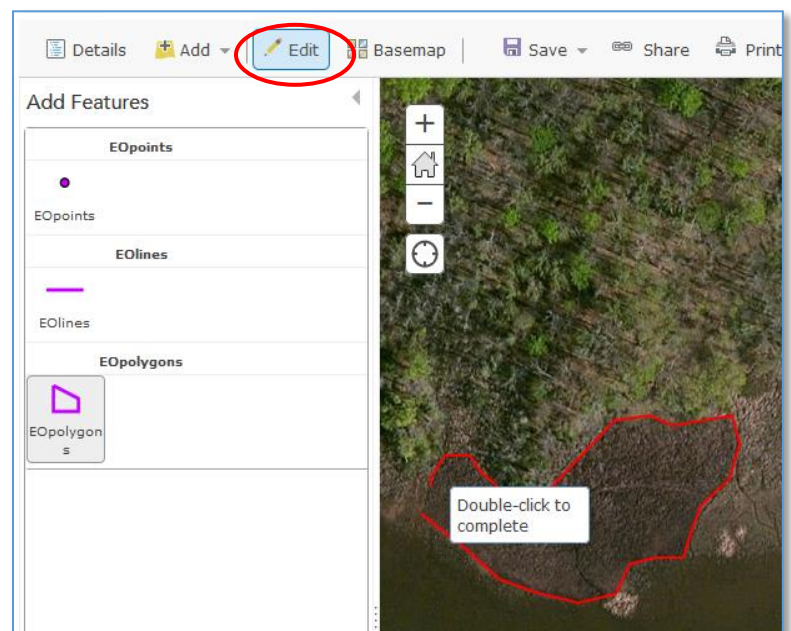 Details Add Edit Basemap Save Share Print
Add Features
EOpoints
EOpoints
EOlines
EOlines
EOpolygons
EOpolygon
s
Double-click to
complete